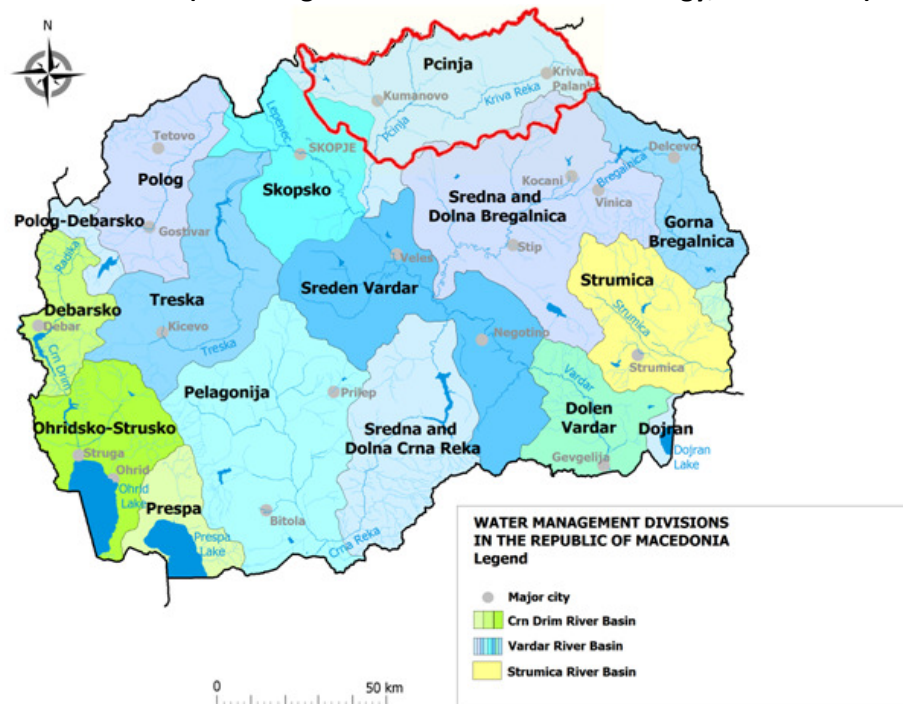 N
Pcinja
Kriva
Palanka
Kumanovo
Kriva Reka
Pcinja
Lepenec
Tetovo
SKOPJE
Delcevo
Polog
Skopsko
Sredna and
Dolna Bregalnica
Kocani
Bregalnica
Vinica
Polog-Debarsko
Gostivar
Gorna
Bregalnica
Radika
Veles
Stip
Strumica
Treska
Sreden Vardar
Debarsko
Debar
Kicevo
Negotino
Strumica
Crn Drim
Treska
Strumica
Pelagonija
Prilep
Vardar
Ohridsko-Strusko
Sredna and
Dolna Crna Reka
Dolen
Vardar
Dojran
Struga
Ohrid
Gevgelija
Dojran
Lake
Ohrid
Lake
Prespa
Bitola
Prespa
Lake
Crna Reka
WATER MANAGEMENT DIVISIONS
IN THE REPUBLIC OF MACEDONIA
Legend
Major city
Crn Drim River Basin
Vardar River Basin
Strumica River Basin
0 50 km